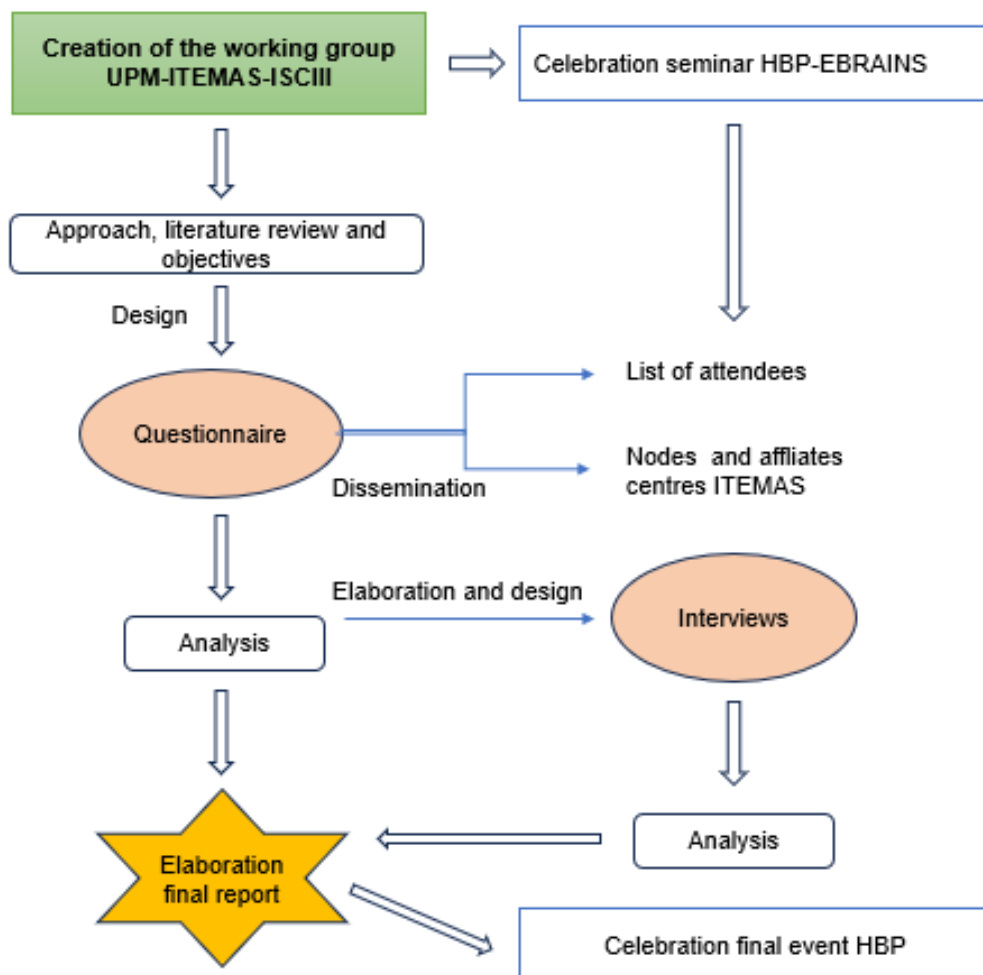 Creation of the working group
UPM-ITEMAS-ISCIII
Celebration seminar HBP-EBRAINS
Approach, literature review and
objectives
Design
List of attendees
Questionnaire
Nodes and affliates
centres ITEMAS
Dissemination
Elaboration and design
Interviews
Analysis
Analysis
Elaboration
final report
Celebration final event HBP